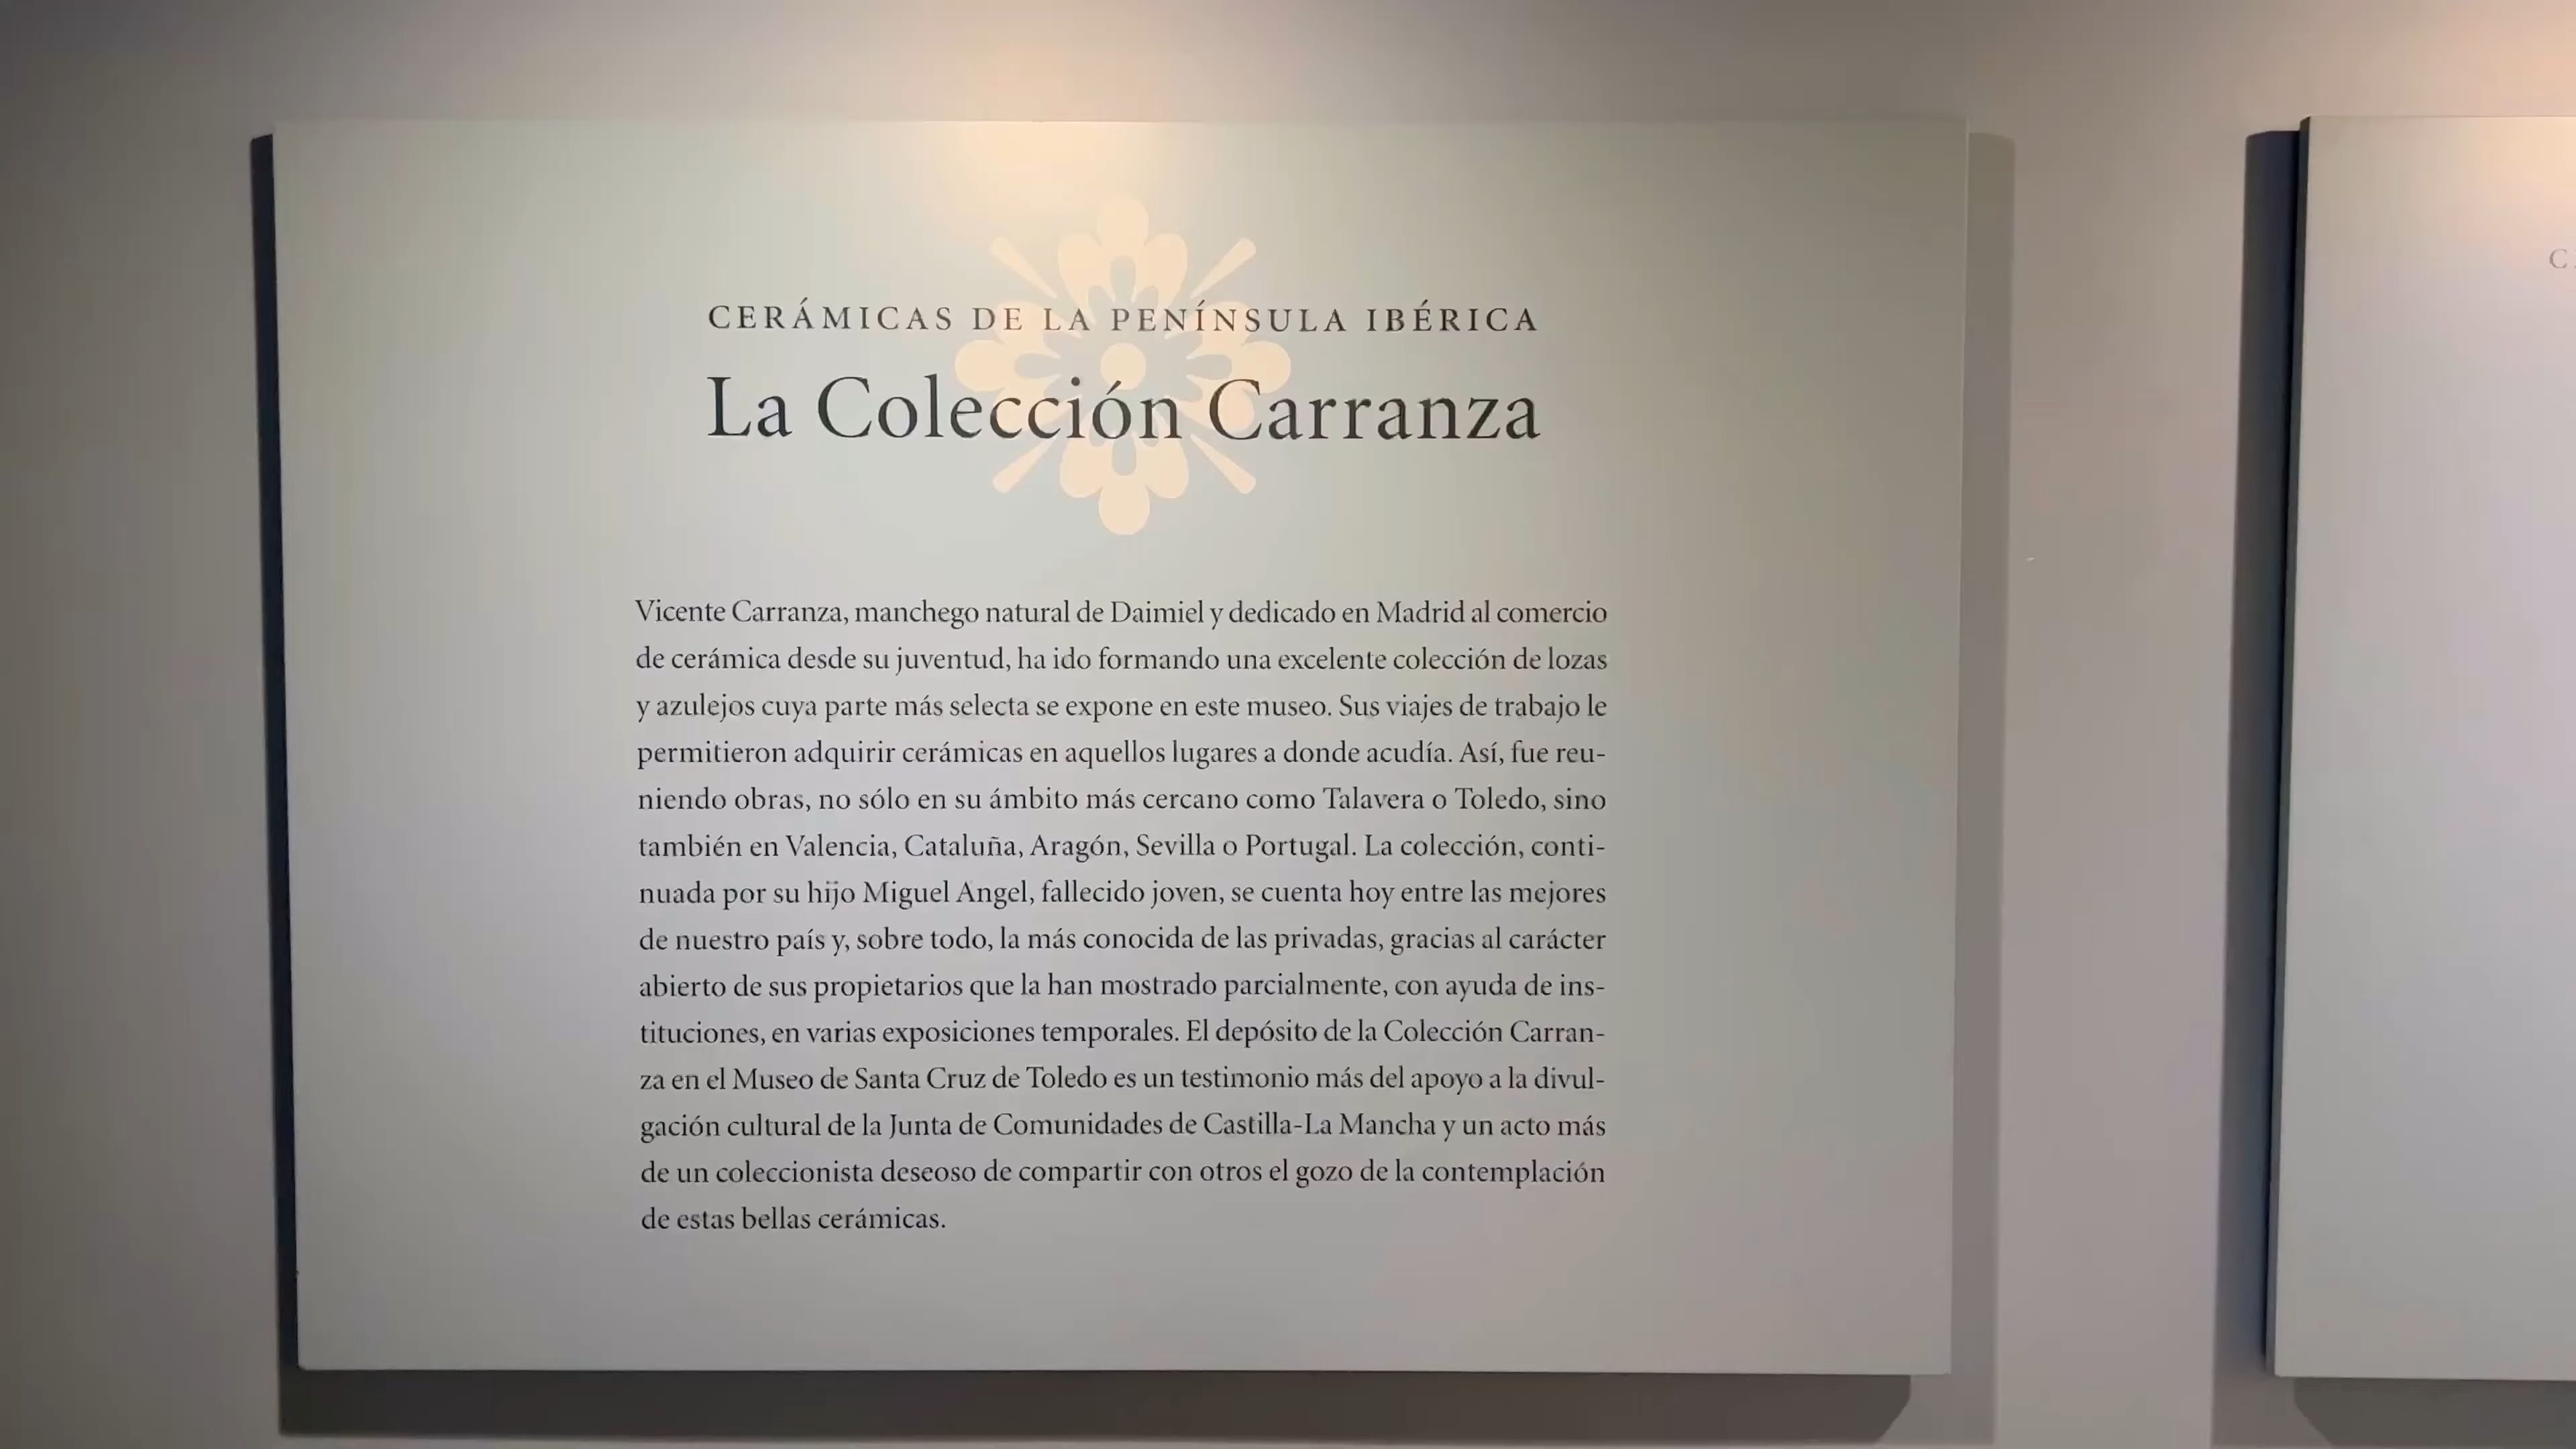 CERÁMICAS DE LA PENÍNSULA IBÉRICA
La Colección Carranza
Vicente Carranza, manchego natural de Daimiel y dedicado en Madrid al comercio
de cerámica desde su juventud, ha ido formando una excelente colección de lozas
y azulejos cuya parte más selecta se expone en este museo. Sus viajes de trabajo le
permitieron adquirir cerámicas en aquellos lugares a donde acudía. Así, fue reu-
niendo obras, no sólo en su ámbito más cercano como Talavera o Toledo, sino
también en Valencia, Cataluña, Aragón, Sevilla o Portugal. La colección, conti-
nuada por su hijo Miguel Angel, fallecido joven, se cuenta hoy entre las mejores
de nuestro país y, sobre todo, la más conocida de las privadas, gracias al carácter
abierto de sus propietarios que la han mostrado parcialmente, con ayuda de ins-
tituciones, en varias exposiciones temporales. El depósito de la Colección Carran-
za en el Museo de Santa Cruz de Toledo es un testimonio más del apoyo a la divul-
gación cultural de la Junta de Comunidades de Castilla-La Mancha y un acto más
de un coleccionista deseoso de compartir con otros el gozo de la contemplación
de estas bellas cerámicas.